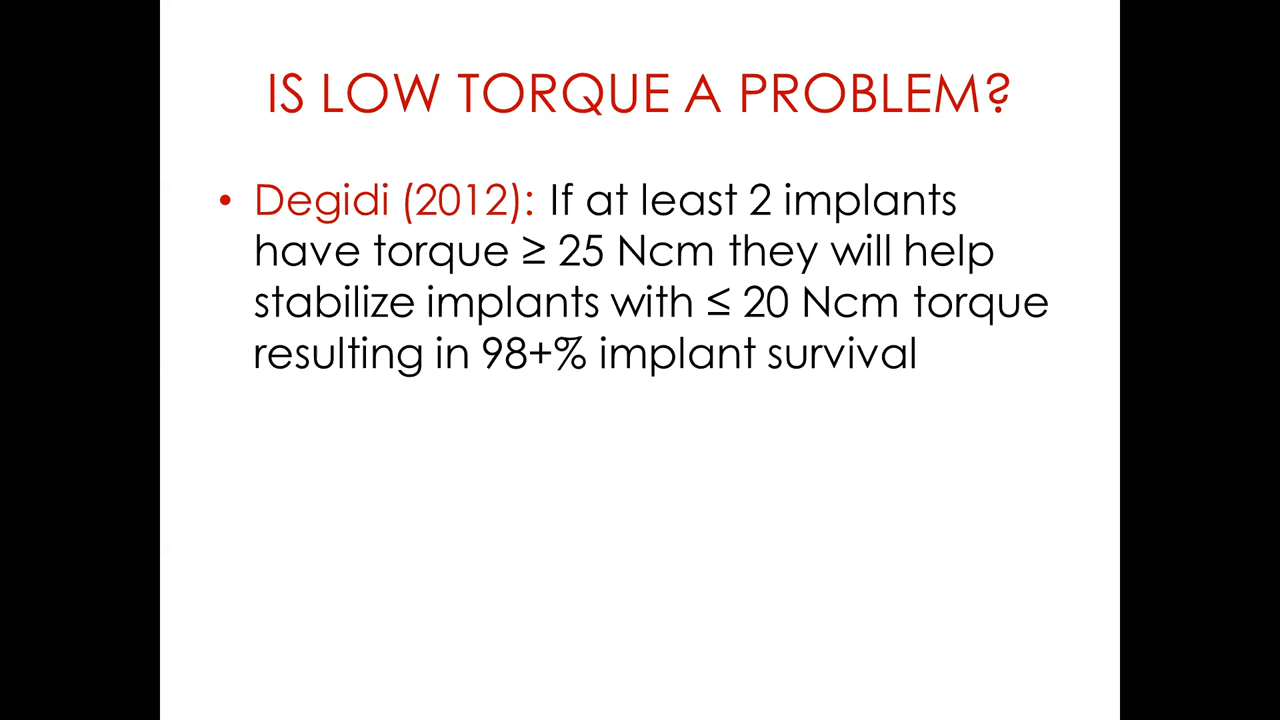 IS LOW TORQUE A PROBLEM?
• Degidi (2012): If at least 2 implants
have torque ≥ 25 Ncm they will help
stabilize implants with ≤ 20 Ncm torque
resulting in 98+% implant survival